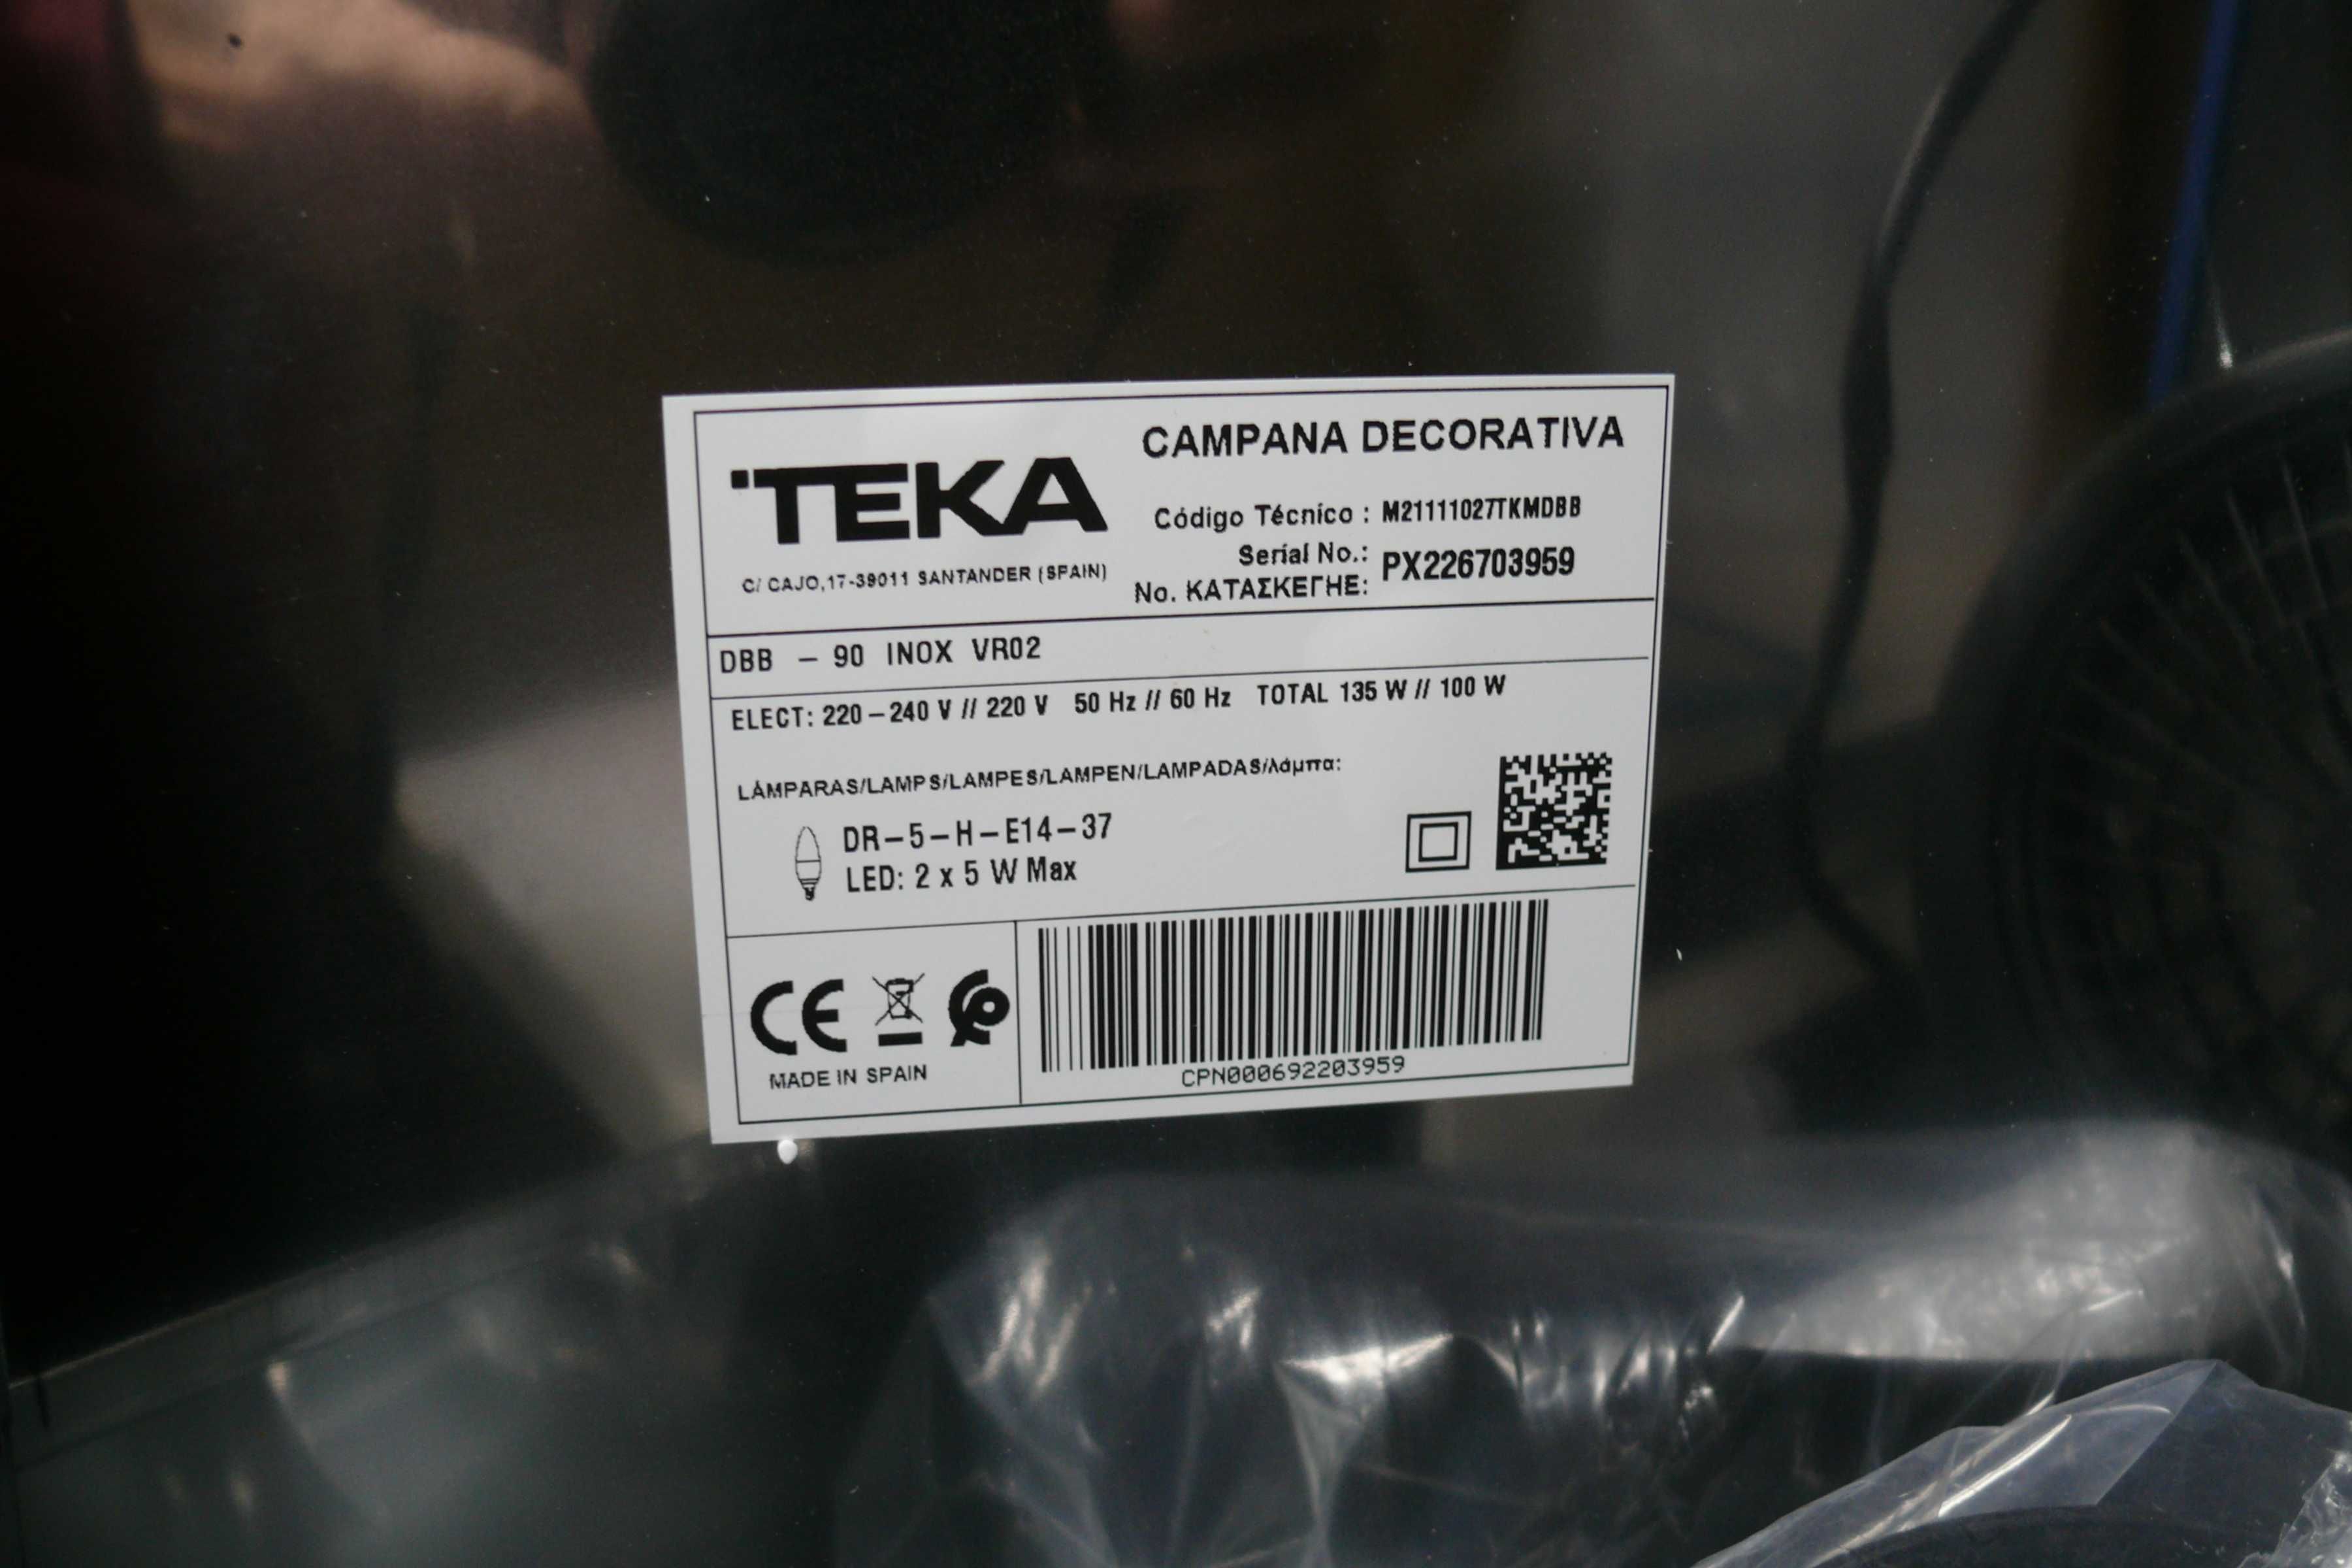 TEKA
C/ CAJO,17-39011 SANTANDER (SPAIN)
CAMPANA DECORATIVA
Código Técnico : M21111027TKMDBB
Serial No.: PX226703959
No. ΚΑΤΑΣΚΕΓΗΕ:
DBB – 90 INOX VR02
ELECT: 220–240 V // 220 V 50 Hz // 60 Hz TOTAL 135 W // 100 W
LÁMPARAS/LAMPS/LAMPES/LAMPEN/LAMPADAS/λάμπα:
DR–5–H–E14–37
LED: 2 x 5 W Max
CE
MADE IN SPAIN
CPN000692203959